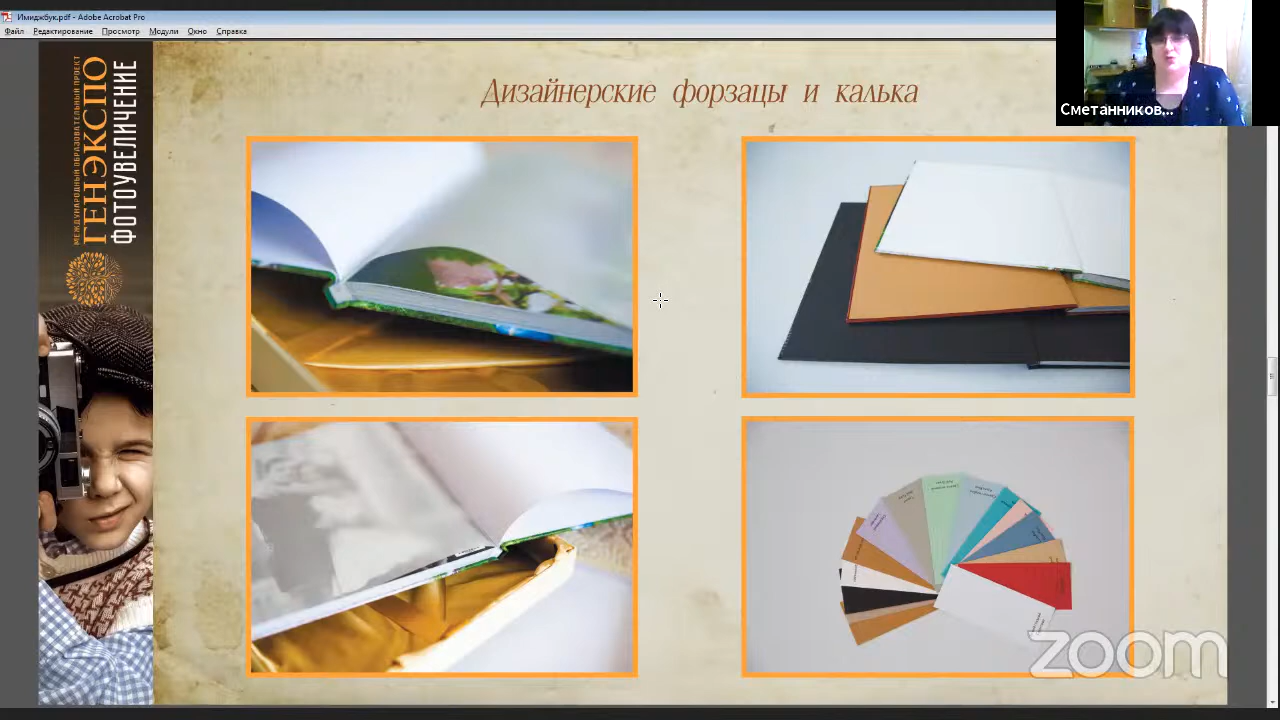 Имиджбук.pdf - Adobe Acrobat Pro
Файл Редактирование Просмотр Модули Окно Справка
МЕЖДУНАРОДНЫЙ ОБРАЗОВАТЕЛЬНЫЙ ПРОЕКТ
ГЕНЭКСПО
ФОТОУВЕЛИЧЕНИЕ
Дизайнерские форзацы и калька
Сметанников...
zoom